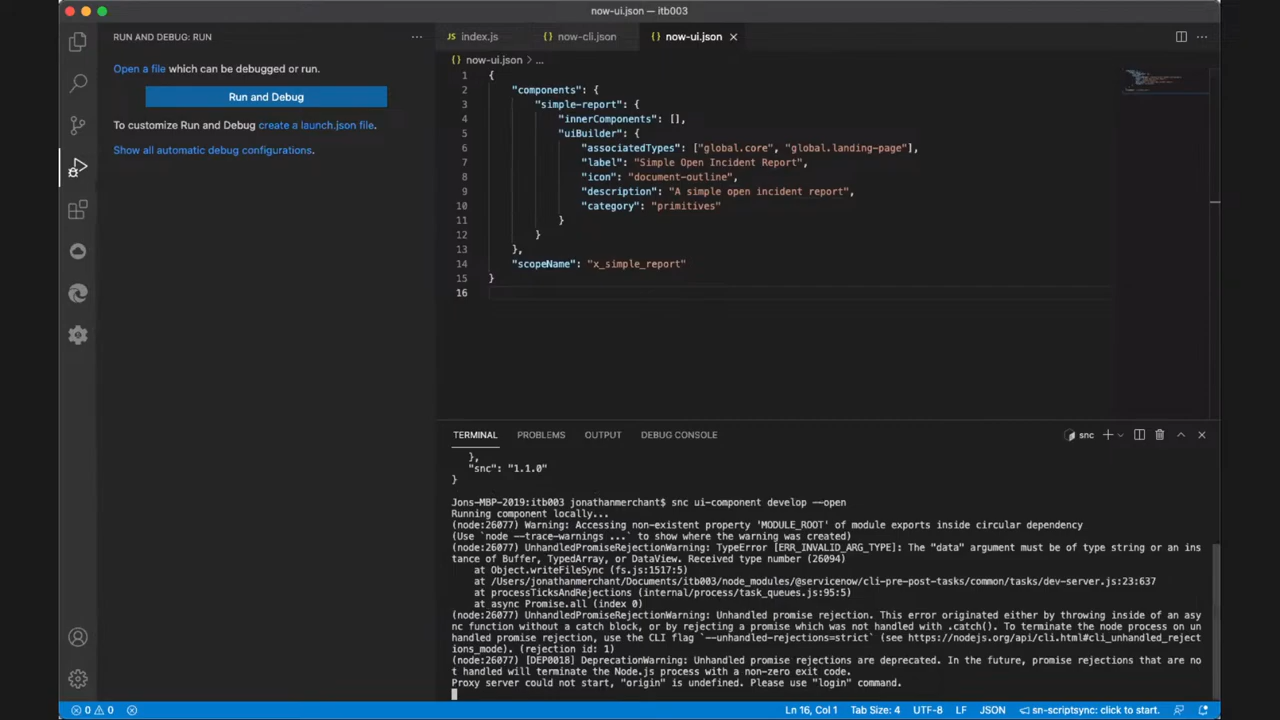 now-ui.json — itb003
RUN AND DEBUG: RUN
Open a file which can be debugged or run.
Run and Debug
To customize Run and Debug create a launch.json file.
Show all automatic debug configurations.
JS index.js
{} now-cli.json
{} now-ui.json
{} now-ui.json > ...
1 {
2 "components": {
3 "simple-report": {
4 "innerComponents": [],
5 "uiBuilder": {
6 "associatedTypes": ["global.core", "global.landing-page"],
7 "label": "Simple Open Incident Report",
8 "icon": "document-outline",
9 "description": "A simple open incident report",
10 "category": "primitives"
11 }
12 }
13 },
14 "scopeName": "x_simple_report"
15 }
16
TERMINAL PROBLEMS OUTPUT DEBUG CONSOLE
snc
},
"snc": "1.1.0"
}
Jons-MBP-2019:itb003 jonathanmerchant$ snc ui-component develop --open
Running component locally...
(node:26077) Warning: Accessing non-existent property 'MODULE_ROOT' of module exports inside circular dependency
(Use `node --trace-warnings ...` to show where the warning was created)
(node:26077) UnhandledPromiseRejectionWarning: TypeError [ERR_INVALID_ARG_TYPE]: The "data" argument must be of type string or an ins
tance of Buffer, TypedArray, or DataView. Received type number (26094)
at Object.writeFileSync (fs.js:1517:5)
at /Users/jonathanmerchant/Documents/itb003/node_modules/@servicenow/cli-pre-post-tasks/common/tasks/dev-server.js:23:637
at processTicksAndRejections (internal/process/task_queues.js:95:5)
at async Promise.all (index 0)
(node:26077) UnhandledPromiseRejectionWarning: Unhandled promise rejection. This error originated either by throwing inside of an asy
nc function without a catch block, or by rejecting a promise which was not handled with .catch(). To terminate the node process on un
handled promise rejection, use the CLI flag `--unhandled-rejections=strict` (see https://nodejs.org/api/cli.html#cli_unhandled_reject
ions_mode). (rejection id: 1)
(node:26077) [DEP0018] DeprecationWarning: Unhandled promise rejections are deprecated. In the future, promise rejections that are no
t handled will terminate the Node.js process with a non-zero exit code.
Proxy server could not start, "origin" is undefined. Please use "login" command.
0 0 Ln 16, Col 1 Tab Size: 4 UTF-8 LF JSON sn-scriptsync: click to start.